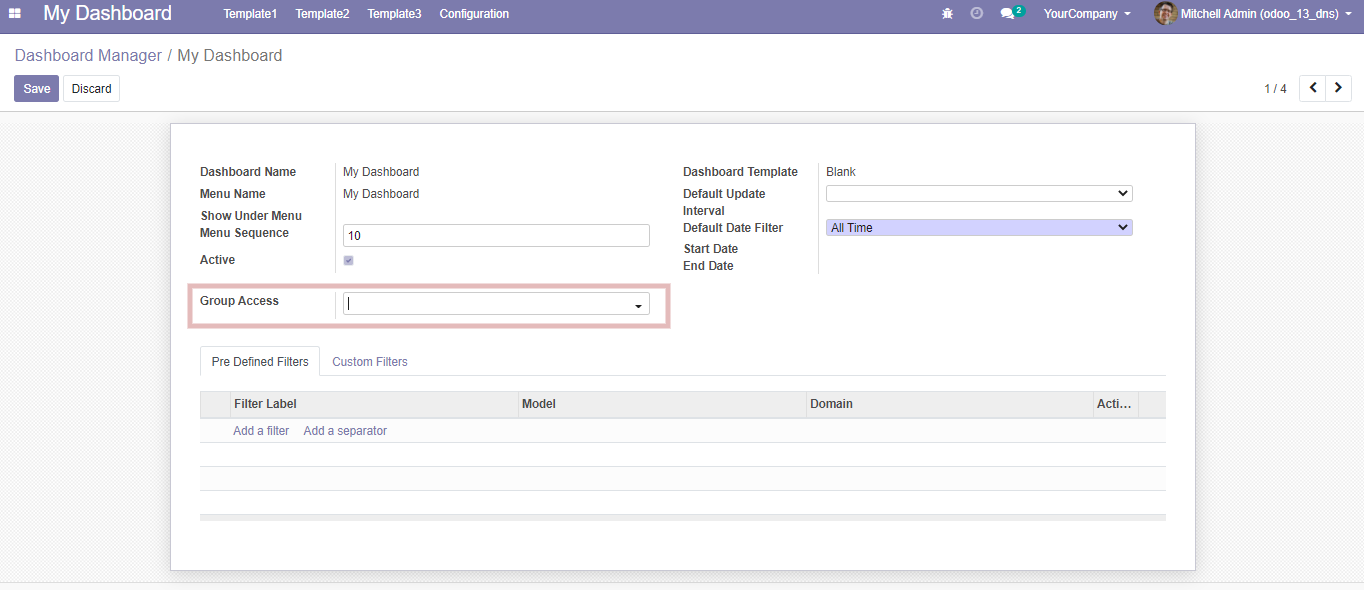 My Dashboard Template1 Template2 Template3 Configuration 2 YourCompany Mitchell Admin (odoo_13_dns)
Dashboard Manager / My Dashboard
Save Discard 1 / 4
Dashboard Name My Dashboard
Menu Name My Dashboard
Show Under Menu
Menu Sequence 10
Active
Group Access
Dashboard Template Blank
Default Update
Interval
Default Date Filter All Time
Start Date
End Date
Pre Defined Filters Custom Filters
Filter Label Model Domain Acti...
Add a filter Add a separator